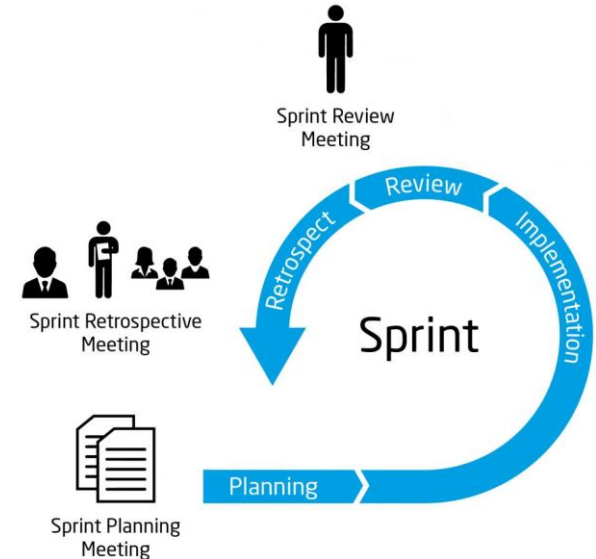 Sprint Review
Meeting
Review
Implementation
Retrospect
Sprint
Sprint Retrospective
Meeting
Planning
Sprint Planning
Meeting